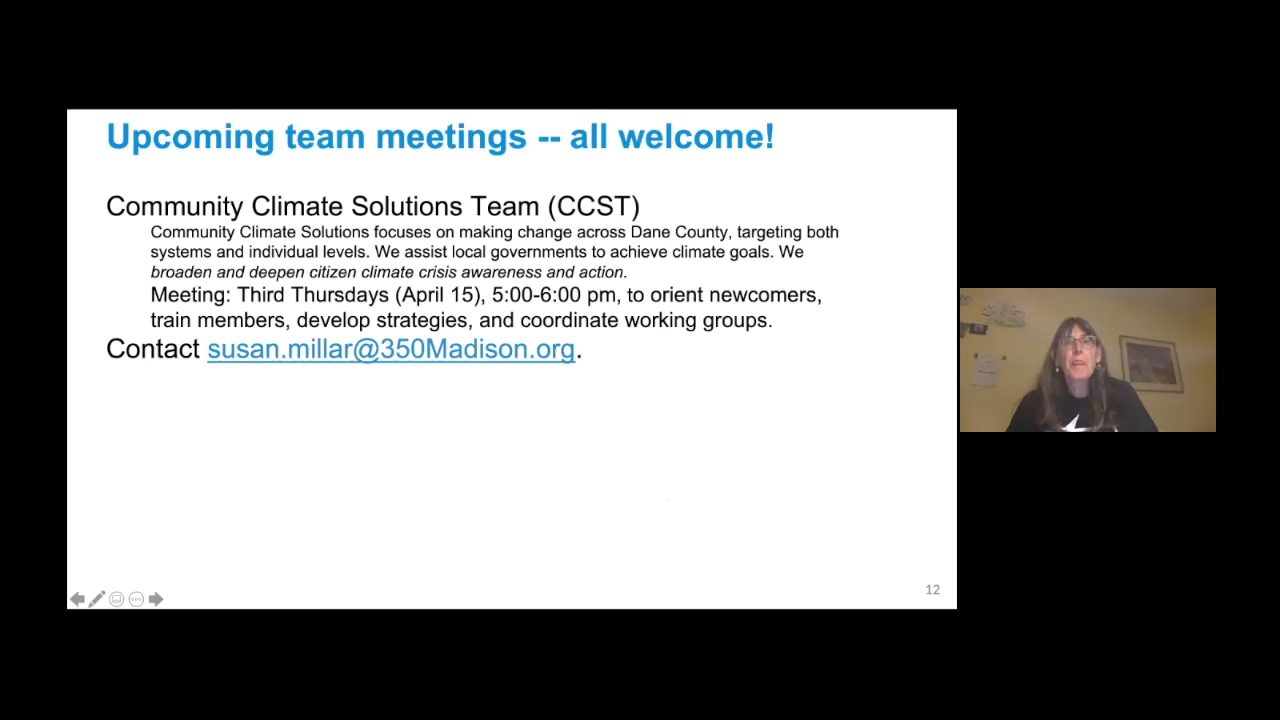 Upcoming team meetings -- all welcome!
Community Climate Solutions Team (CCST)
Community Climate Solutions focuses on making change across Dane County, targeting both
systems and individual levels. We assist local governments to achieve climate goals. We
broaden and deepen citizen climate crisis awareness and action.
Meeting: Third Thursdays (April 15), 5:00-6:00 pm, to orient newcomers,
train members, develop strategies, and coordinate working groups.
Contact susan.millar@350Madison.org.
12